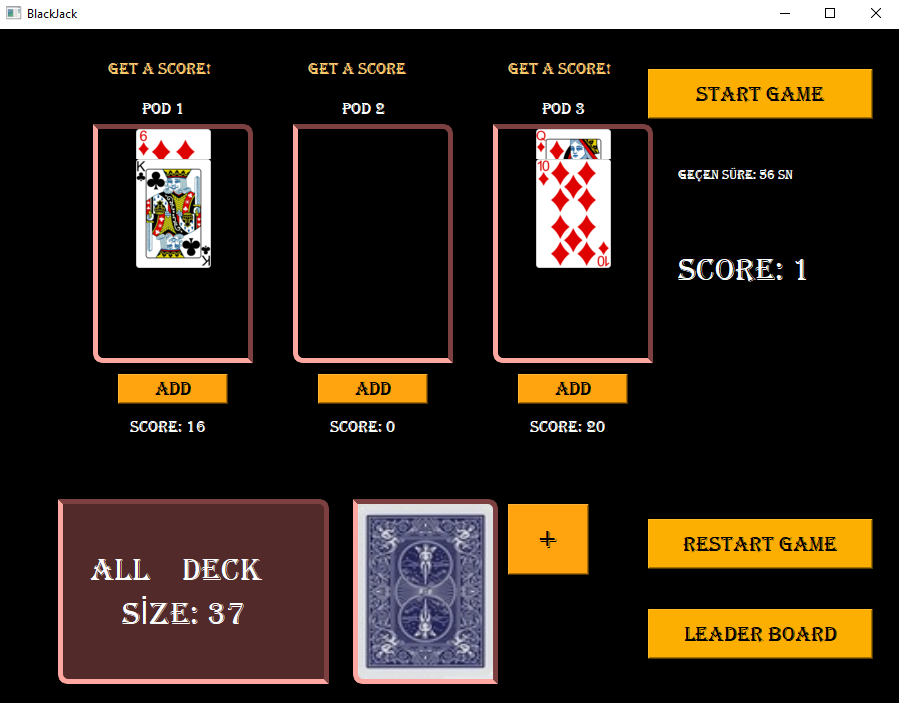 BlackJack
GET A SCORE!
GET A SCORE
GET A SCORE!
POD 1
POD 2
POD 3
START GAME
6
K
K
Q
10
10
GEÇEN SÜRE: 56 SN
SCORE: 1
ADD
ADD
ADD
SCORE: 16
SCORE: 0
SCORE: 20
+
ALL DECK
SİZE: 37
RESTART GAME
LEADER BOARD